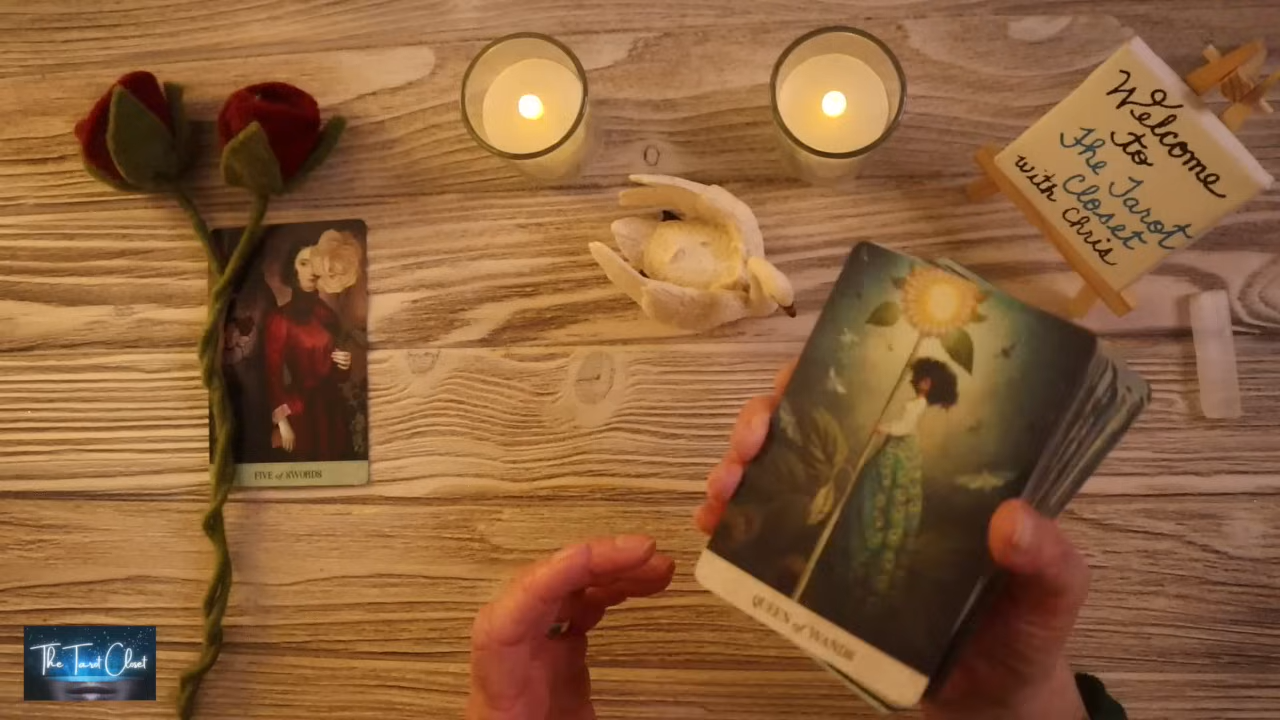 Welcome
to
The Tarot
Closet
with Chris
FIVE of SWORDS
QUEEN of WANDS
The Tarot Closet